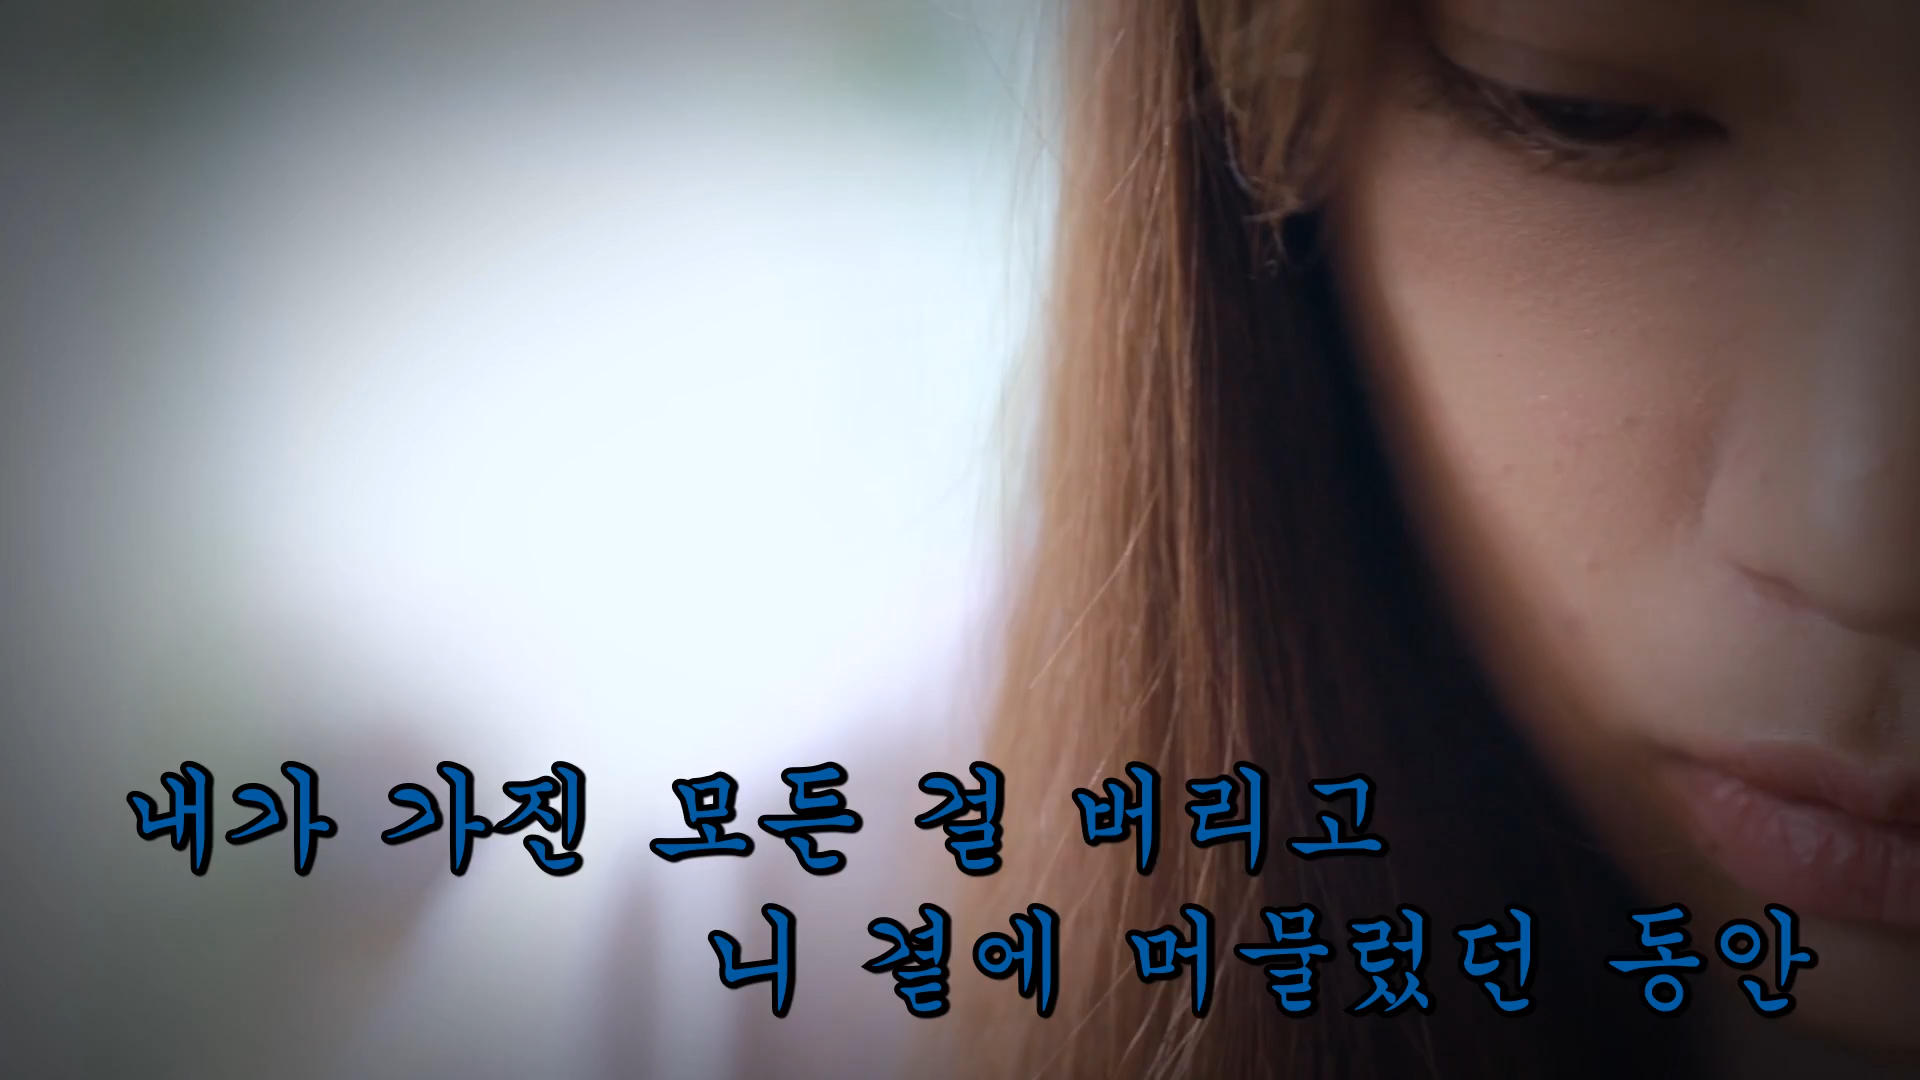 내가 가진 모든 걸 버리고
니 곁에 머물렀던 동안